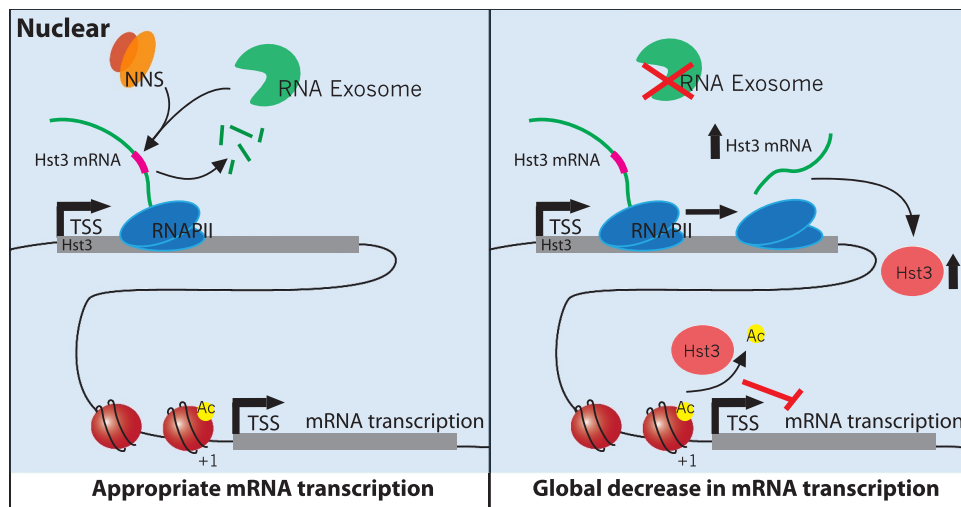 Nuclear
NNS
RNA Exosome
Hst3 mRNA
TSS
RNAPII
Hst3
Ac
TSS
mRNA transcription
+1
Appropriate mRNA transcription
RNA Exosome
Hst3 mRNA
Hst3 mRNA
TSS
RNAPII
Hst3
Hst3
Ac
Hst3
Ac
TSS
mRNA transcription
+1
Global decrease in mRNA transcription